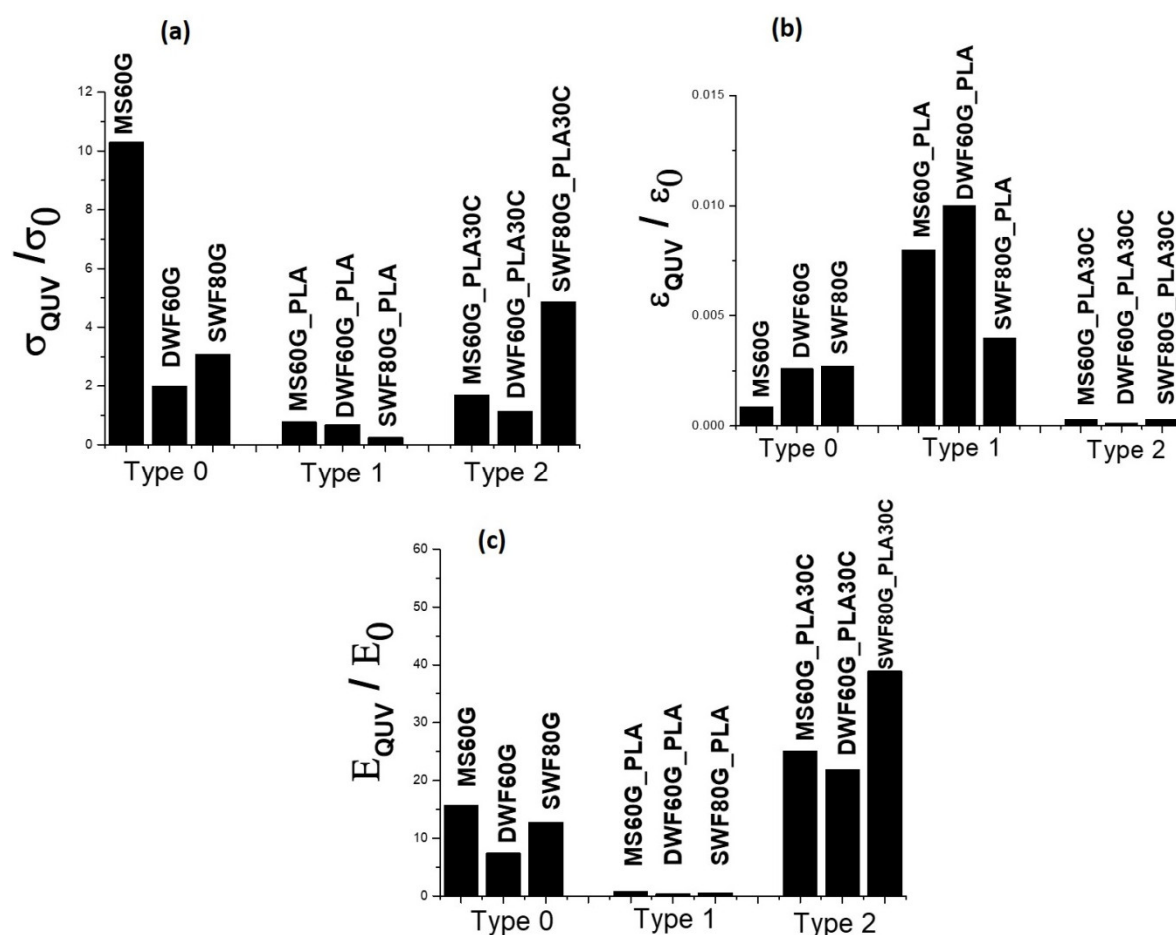 (a)
σQUV /σ0
12
10
8
6
4
2
0
MS60G
DWF60G
SWF80G
MS60G_PLA
DWF60G_PLA
SWF80G_PLA
MS60G_PLA30C
DWF60G_PLA30C
SWF80G_PLA30C
Type 0
Type 1
Type 2
(b)
εQUV / ε0
0.015
0.010
0.005
0.000
MS60G
DWF60G
SWF80G
MS60G_PLA
DWF60G_PLA
SWF80G_PLA
MS60G_PLA30C
DWF60G_PLA30C
SWF80G_PLA30C
Type 0
Type 1
Type 2
(c)
EQUV / E0
60
50
40
30
20
10
0
MS60G
DWF60G
SWF80G
MS60G_PLA
DWF60G_PLA
SWF80G_PLA
MS60G_PLA30C
DWF60G_PLA30C
SWF80G_PLA30C
Type 0
Type 1
Type 2